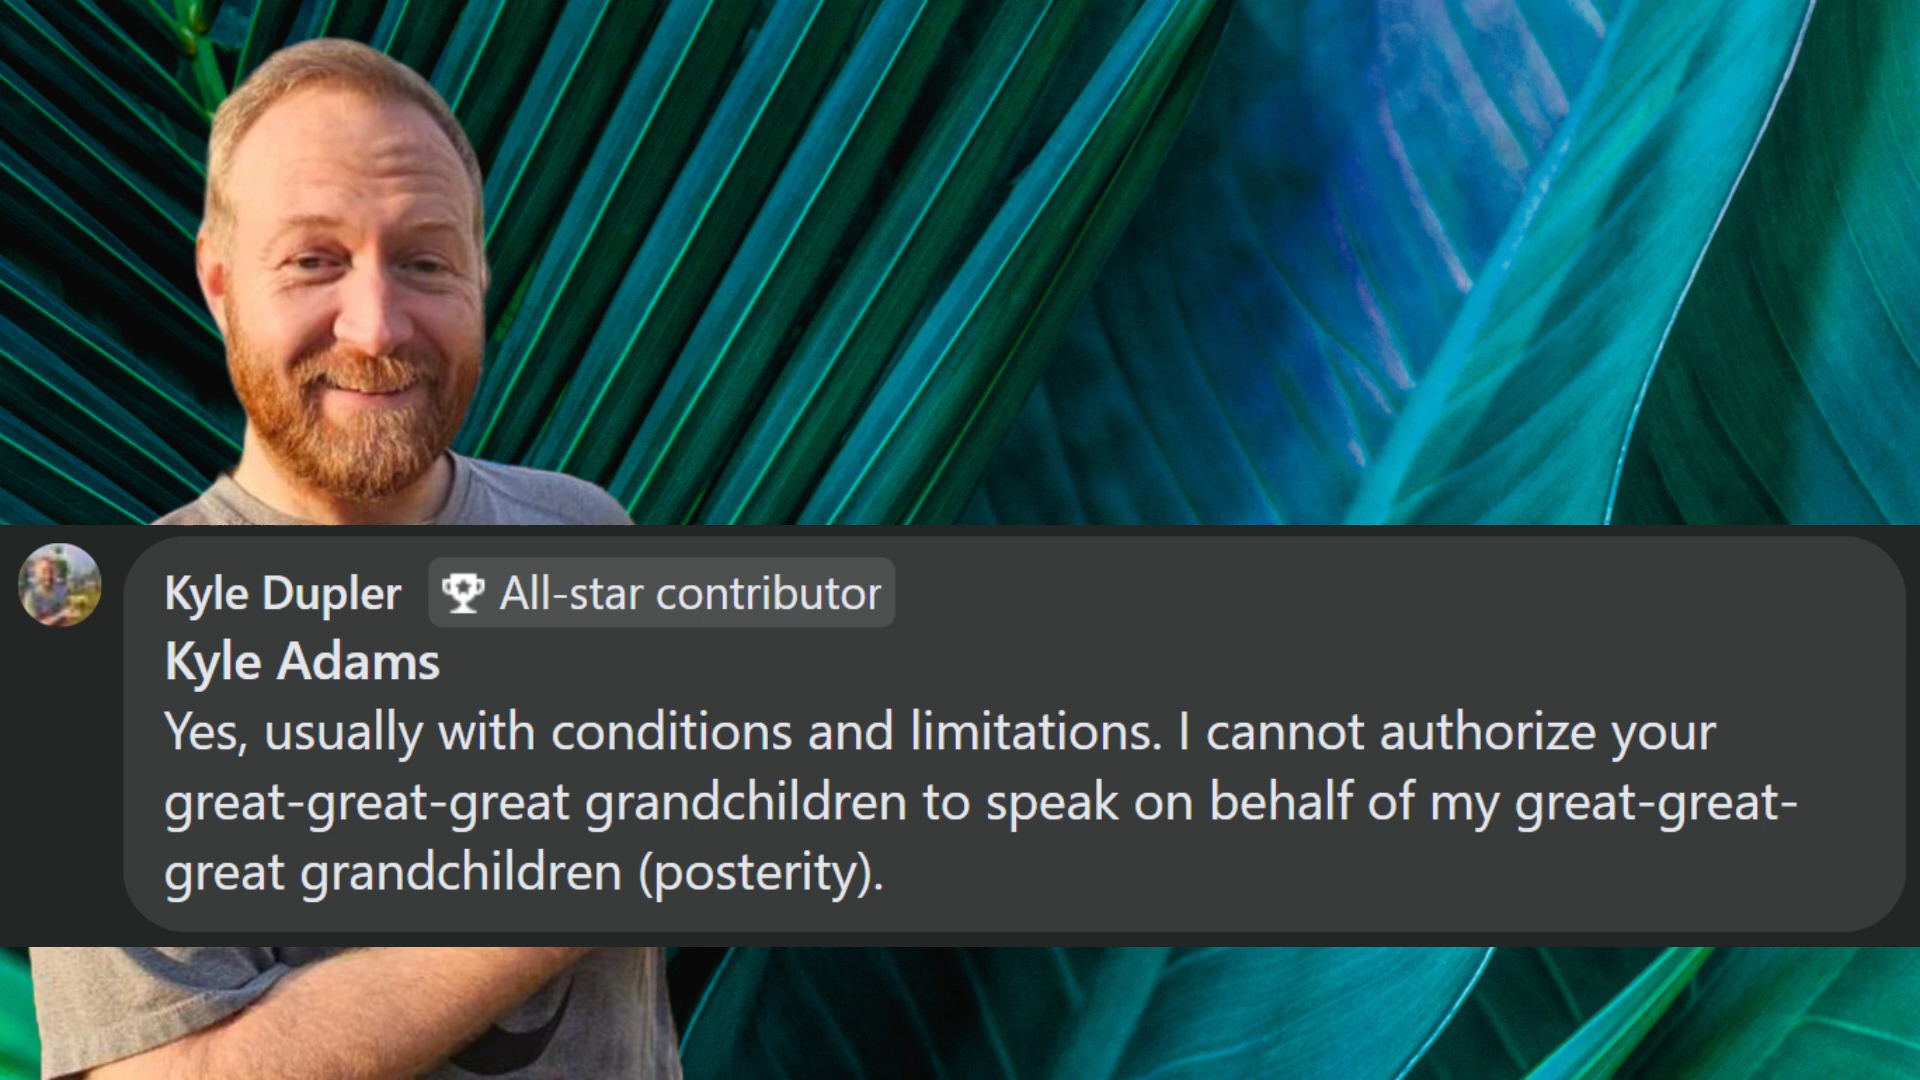 Kyle Dupler All-star contributor
Kyle Adams
Yes, usually with conditions and limitations. I cannot authorize your
great-great-great grandchildren to speak on behalf of my great-great-
great grandchildren (posterity).